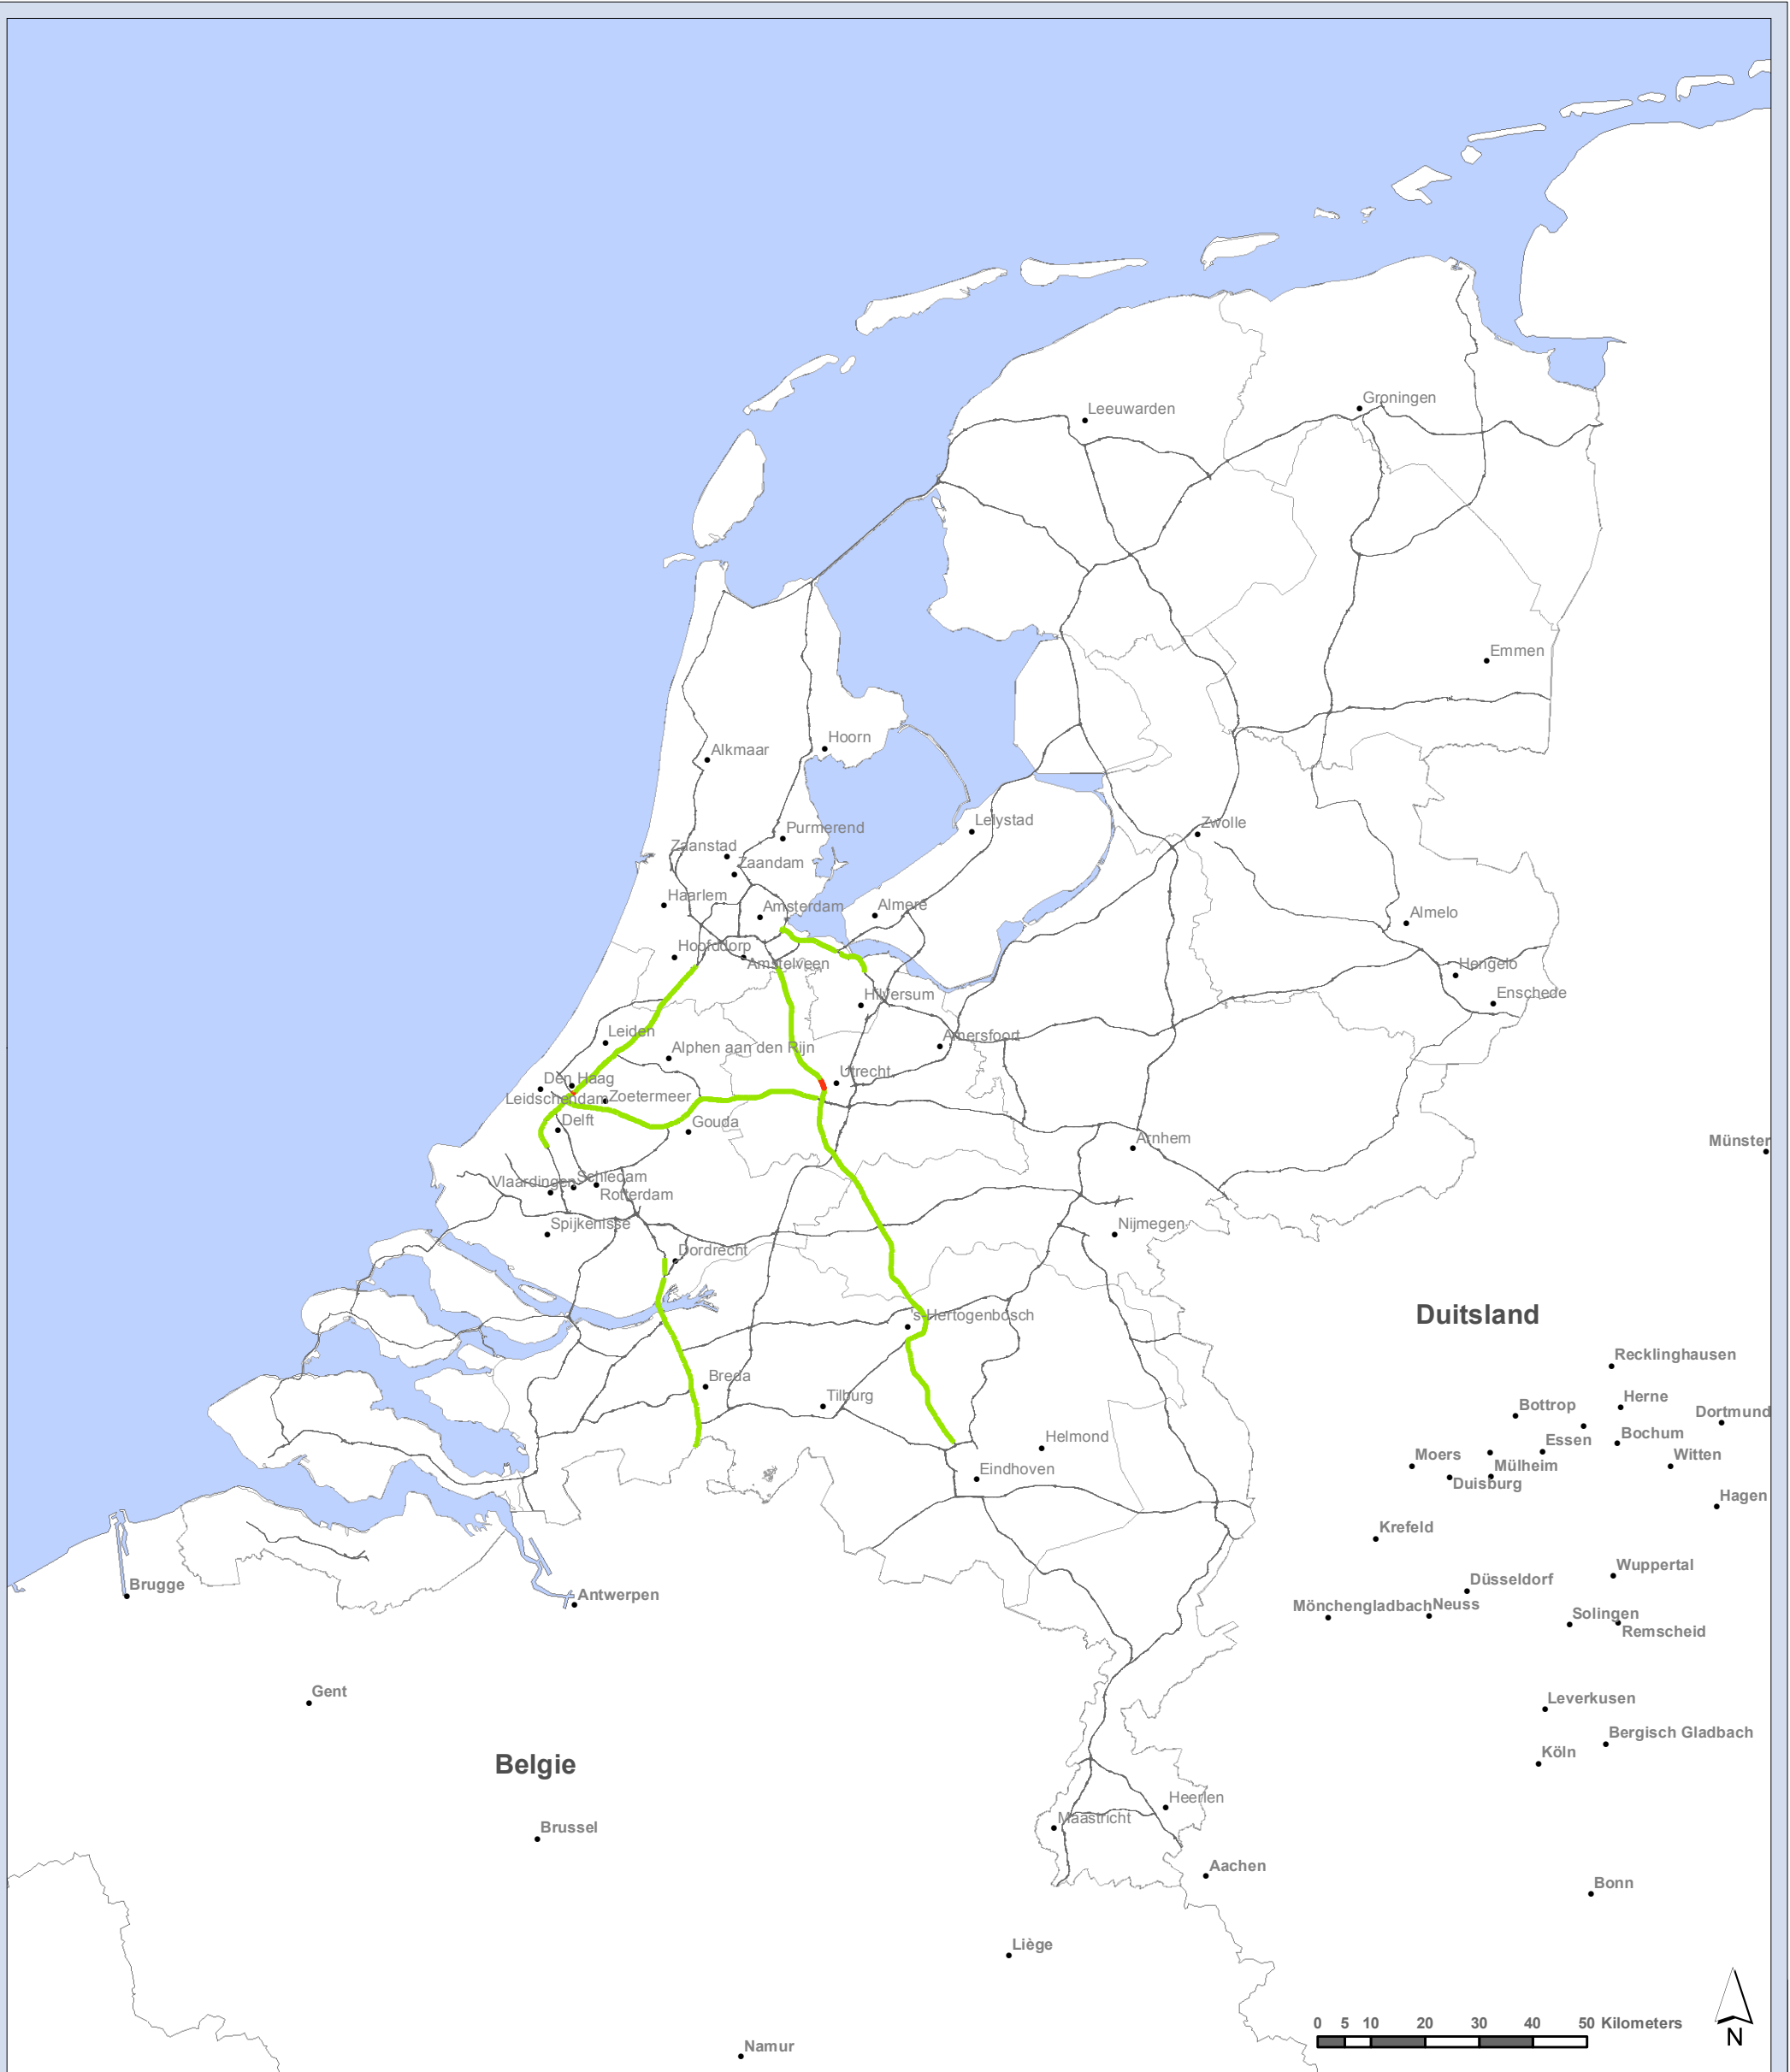 Leeuwarden
Groningen
Emmen
Hoorn
Alkmaar
Purmerend
Lelystad
Zwolle
Zaanstad
Zaandam
Haarlem
Amsterdam
Almere
Almelo
Hoofddorp
Amstelveen
Hengelo
Enschede
Hilversum
Leiden
Amersfoort
Alphen aan den Rijn
Utrecht
Den Haag
Leidschendam
Zoetermeer
Delft
Gouda
Arnhem
Münster
Schiedam
Vlaardingen
Rotterdam
Spijkenisse
Nijmegen
Dordrecht
's Hertogenbosch
Duitsland
Recklinghausen
Breda
Tilburg
Herne
Bottrop
Dortmund
Helmond
Essen
Bochum
Moers
Mülheim
Witten
Eindhoven
Duisburg
Hagen
Krefeld
Wuppertal
Düsseldorf
Brugge
Antwerpen
Mönchengladbach
Neuss
Solingen
Remscheid
Gent
Leverkusen
Bergisch Gladbach
Belgie
Köln
Heerlen
Maastricht
Brussel
Aachen
Bonn
Liège
0 5 10 20 30 40 50 Kilometers
N
Namur